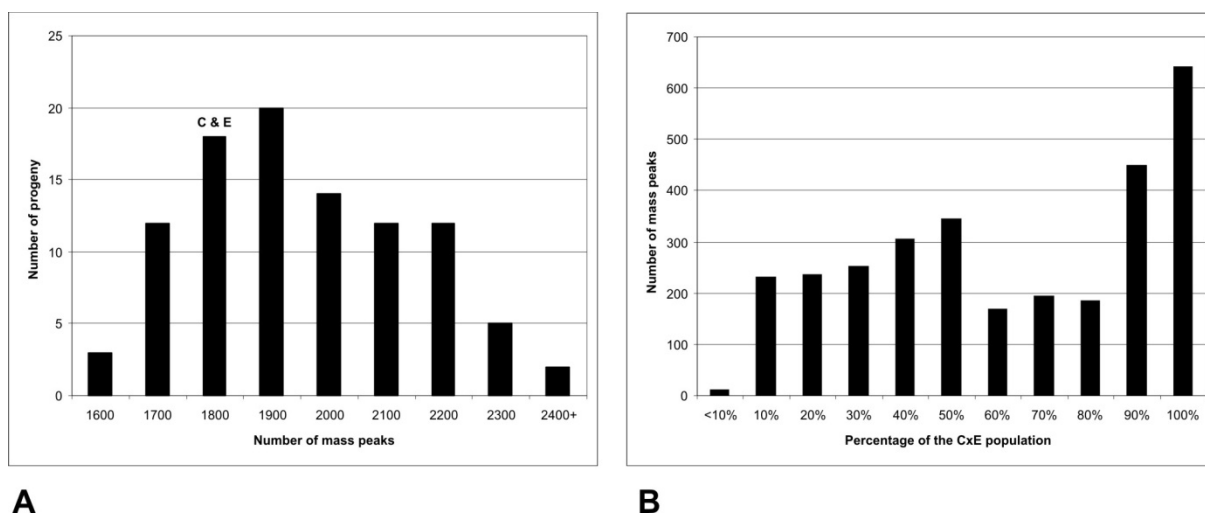 25
20
15
10
5
0
Number of progeny
C & E
1600 1700 1800 1900 2000 2100 2200 2300 2400+
Number of mass peaks
A
700
600
500
400
300
200
100
0
Number of mass peaks
<10% 10% 20% 30% 40% 50% 60% 70% 80% 90% 100%
Percentage of the CxE population
B